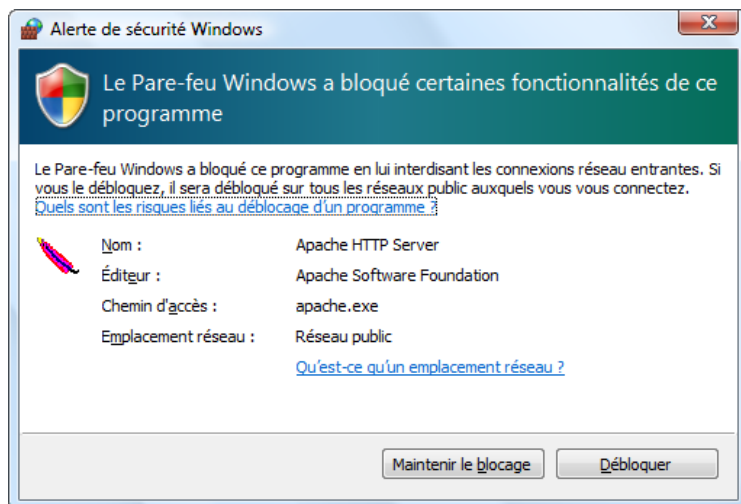 Alerte de sécurité Windows
Le Pare-feu Windows a bloqué certaines fonctionnalités de ce
programme
Le Pare-feu Windows a bloqué ce programme en lui interdisant les connexions réseau entrantes. Si
vous le débloquez, il sera débloqué sur tous les réseaux public auxquels vous vous connectez.
Quels sont les risques liés au déblocage d'un programme ?
Nom : Apache HTTP Server
Éditeur : Apache Software Foundation
Chemin d'accès : apache.exe
Emplacement réseau : Réseau public
Qu'est-ce qu'un emplacement réseau ?
Maintenir le blocage Débloquer